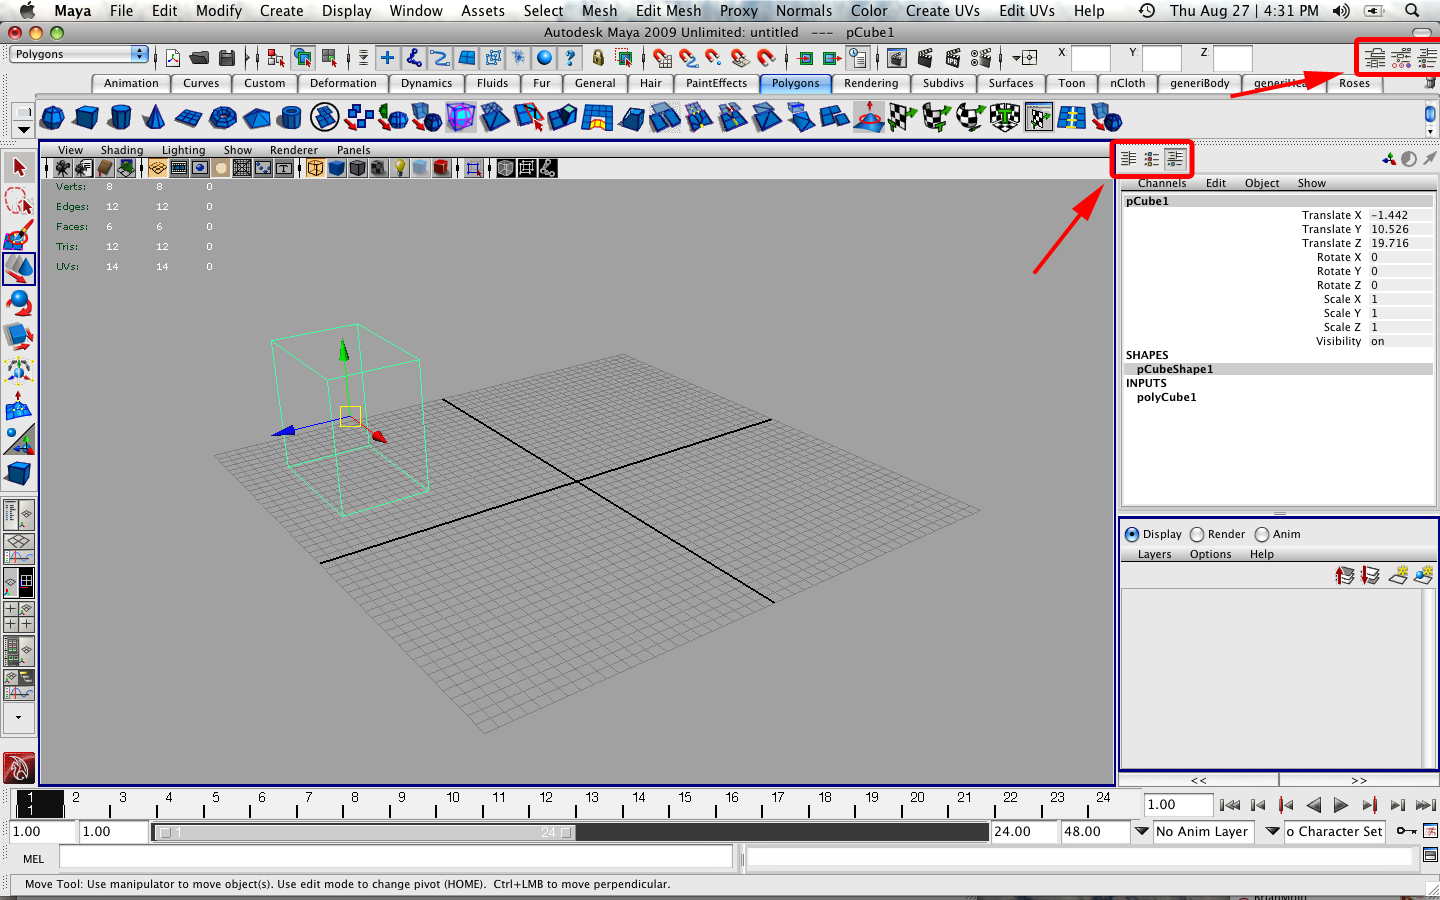 Maya File Edit Modify Create Display Window Assets Select Mesh Edit Mesh Proxy Normals Color Create UVs Edit UVs Help Thu Aug 27 | 4:31 PM
Autodesk Maya 2009 Unlimited: untitled --- pCube1
Polygons X: Y: Z:
Animation Curves Custom Deformation Dynamics Fluids Fur General Hair PaintEffects Polygons Rendering Subdivs Surfaces Toon nCloth generiBody Roses
View Shading Lighting Show Renderer Panels
Verts: 8 8 0
Edges: 12 12 0
Faces: 6 6 0
Tris: 12 12 0
UVs: 14 14 0
Channels Edit Object Show
pCube1
Translate X -1.442
Translate Y 10.526
Translate Z 19.716
Rotate X 0
Rotate Y 0
Rotate Z 0
Scale X 1
Scale Y 1
Scale Z 1
Visibility on
SHAPES
pCubeShape1
INPUTS
polyCube1
Display Render Anim
Layers Options Help
<< >>
1 2 3 4 5 6 7 8 9 10 11 12 13 14 15 16 17 18 19 20 21 22 23 24 1.00
1
1.00 1.00 1 24 24.00 48.00 No Anim Layer o Character Set
MEL
Move Tool: Use manipulator to move object(s). Use edit mode to change pivot (HOME). Ctrl+LMB to move perpendicular.